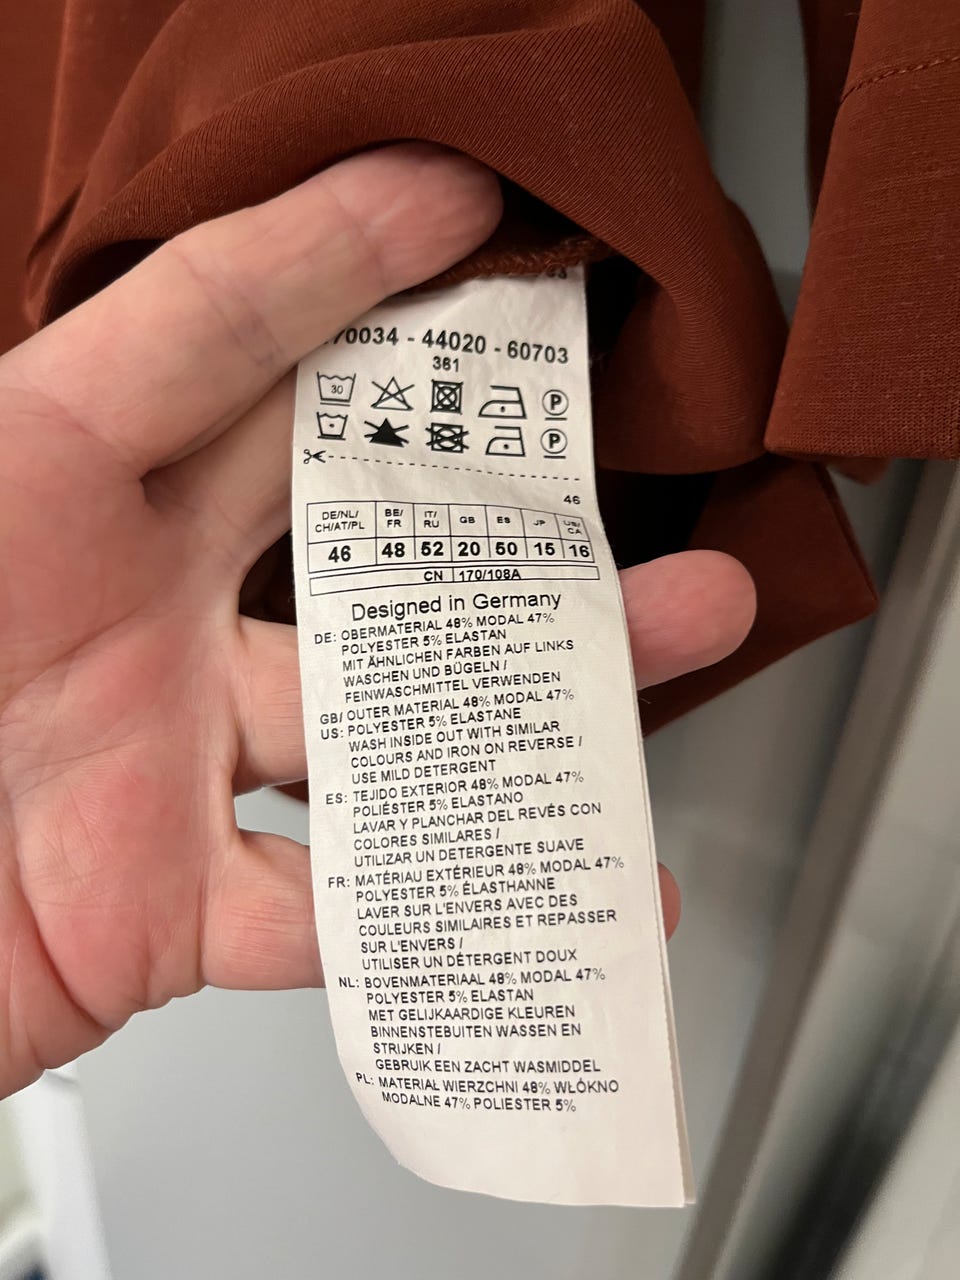 70034 - 44020 - 60703
361
30
P
P
46
DE/NL/ CH/AT/PL BE/ FR IT/ RU GB ES JP US/ CA
46 48 52 20 50 15 16
CN 170/108A
Designed in Germany
DE: OBERMATERIAL 48% MODAL 47%
POLYESTER 5% ELASTAN
MIT ÄHNLICHEN FARBEN AUF LINKS
WASCHEN UND BÜGELN /
FEINWASCHMITTEL VERWENDEN
GB/ OUTER MATERIAL 48% MODAL 47%
US: POLYESTER 5% ELASTANE
WASH INSIDE OUT WITH SIMILAR
COLOURS AND IRON ON REVERSE /
USE MILD DETERGENT
ES: TEJIDO EXTERIOR 48% MODAL 47%
POLIÉSTER 5% ELASTANO
LAVAR Y PLANCHAR DEL REVÉS CON
COLORES SIMILARES /
UTILIZAR UN DETERGENTE SUAVE
FR: MATÉRIAU EXTÉRIEUR 48% MODAL 47%
POLYESTER 5% ÉLASTHANNE
LAVER SUR L'ENVERS AVEC DES
COULEURS SIMILAIRES ET REPASSER
SUR L'ENVERS /
UTILISER UN DÉTERGENT DOUX
NL: BOVENMATERIAAL 48% MODAL 47%
POLYESTER 5% ELASTAN
MET GELIJKAARDIGE KLEUREN
BINNENSTEBUITEN WASSEN EN
STRIJKEN /
GEBRUIK EEN ZACHT WASMIDDEL
PL: MATERIAŁ WIERZCHNI 48% WŁÓKNO
MODALNE 47% POLIESTER 5%